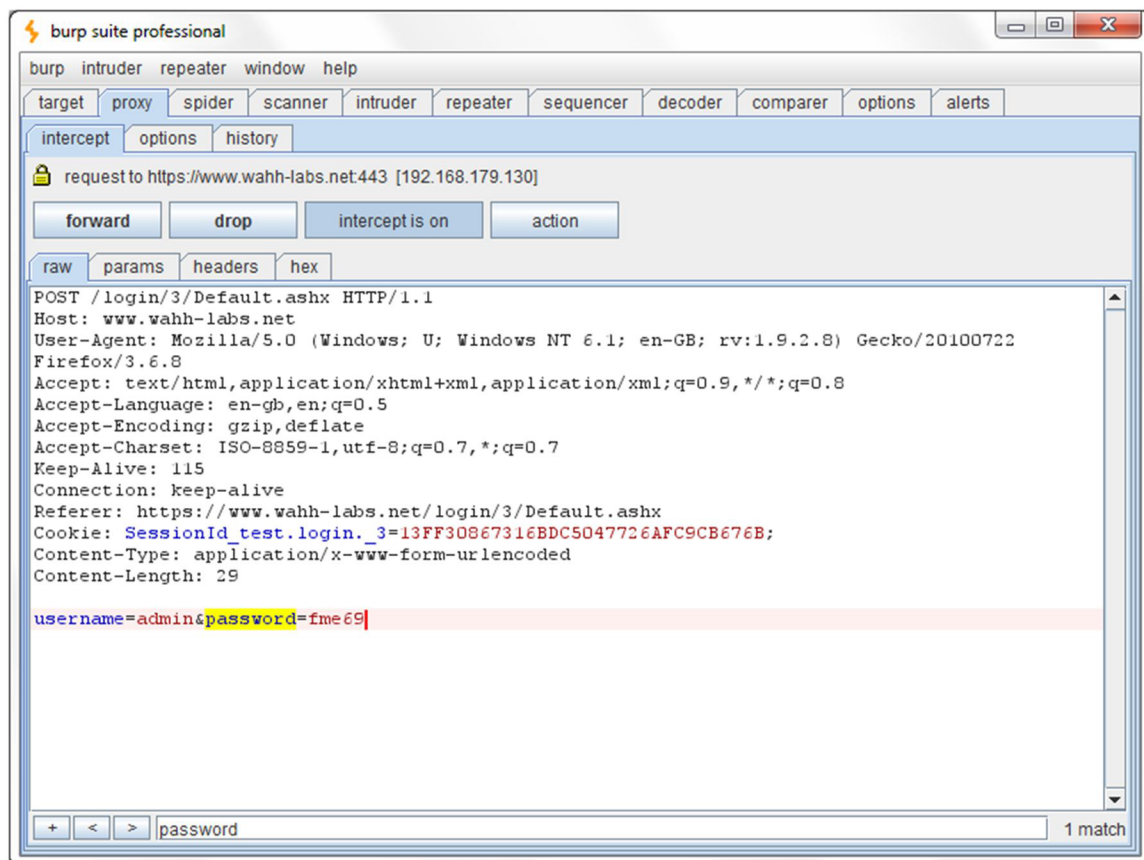 burp suite professional
burp intruder repeater window help
target proxy spider scanner intruder repeater sequencer decoder comparer options alerts
intercept options history
request to https://www.wahh-labs.net:443 [192.168.179.130]
forward drop intercept is on action
raw params headers hex
POST /login/3/Default.ashx HTTP/1.1
Host: www.wahh-labs.net
User-Agent: Mozilla/5.0 (Windows; U; Windows NT 6.1; en-GB; rv:1.9.2.8) Gecko/20100722
Firefox/3.6.8
Accept: text/html,application/xhtml+xml,application/xml;q=0.9,*/*;q=0.8
Accept-Language: en-gb,en;q=0.5
Accept-Encoding: gzip,deflate
Accept-Charset: ISO-8859-1,utf-8;q=0.7,*;q=0.7
Keep-Alive: 115
Connection: keep-alive
Referer: https://www.wahh-labs.net/login/3/Default.ashx
Cookie: SessionId_test.login._3=13FF30867316BDC5047726AFC9CB676B;
Content-Type: application/x-www-form-urlencoded
Content-Length: 29
username=admin&password=fme69
+ < > password 1 match